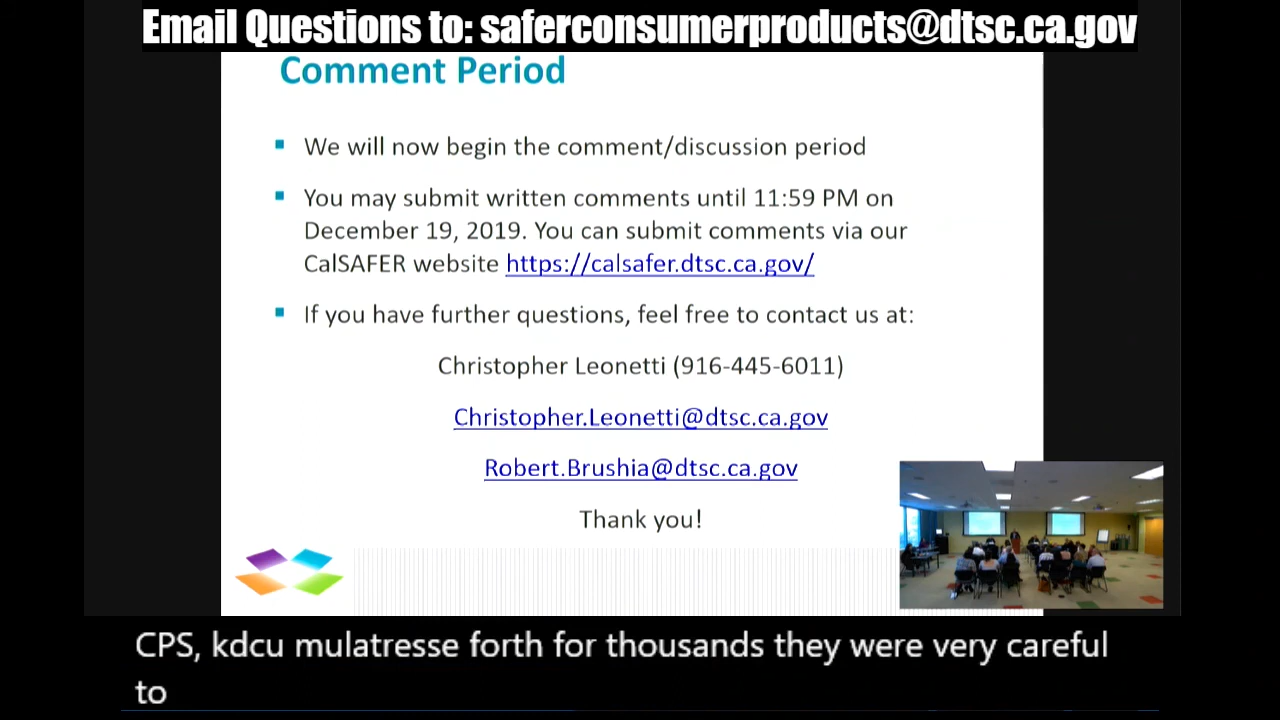 Email Questions to: saferconsumerproducts@dtsc.ca.gov
Comment Period
We will now begin the comment/discussion period
You may submit written comments until 11:59 PM on
December 19, 2019. You can submit comments via our
CalSAFER website https://calsafer.dtsc.ca.gov/
If you have further questions, feel free to contact us at:
Christopher Leonetti (916-445-6011)
Christopher.Leonetti@dtsc.ca.gov
Robert.Brushia@dtsc.ca.gov
Thank you!
CPS, kdcu mulatresse forth for thousands they were very careful
to